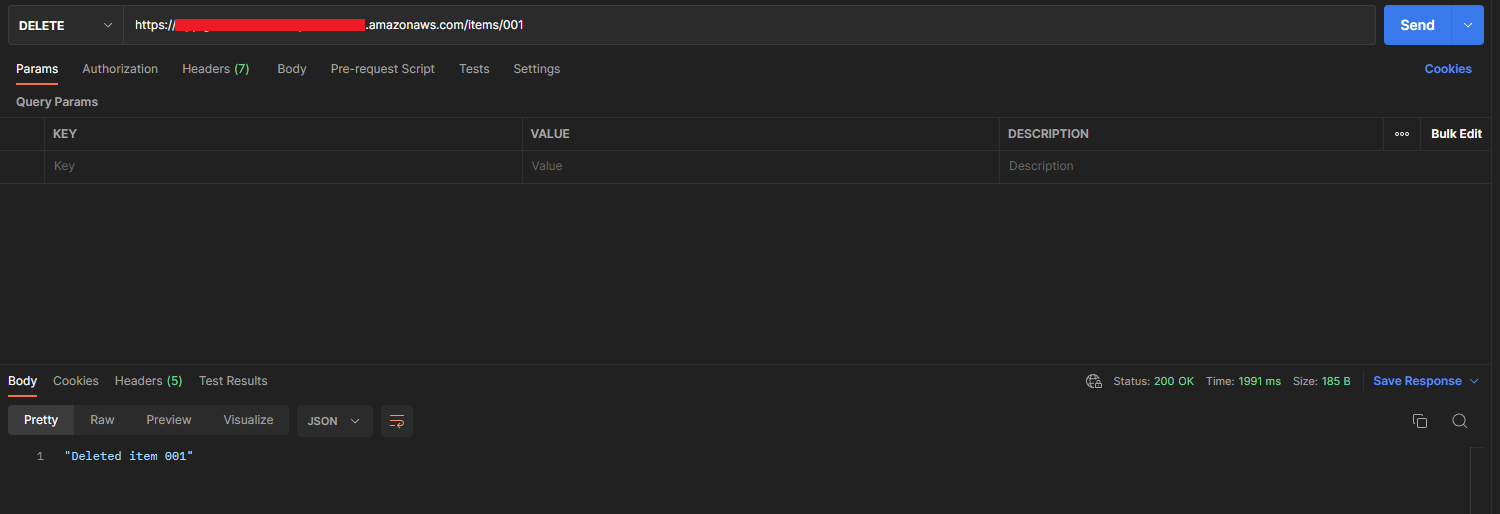 DELETE https:// .amazonaws.com/items/001 Send
Params Authorization Headers (7) Body Pre-request Script Tests Settings Cookies
Query Params
KEY VALUE DESCRIPTION ooo Bulk Edit
Key Value Description
Body Cookies Headers (5) Test Results Status: 200 OK Time: 1991 ms Size: 185 B Save Response
Pretty Raw Preview Visualize JSON
1 "Deleted item 001"